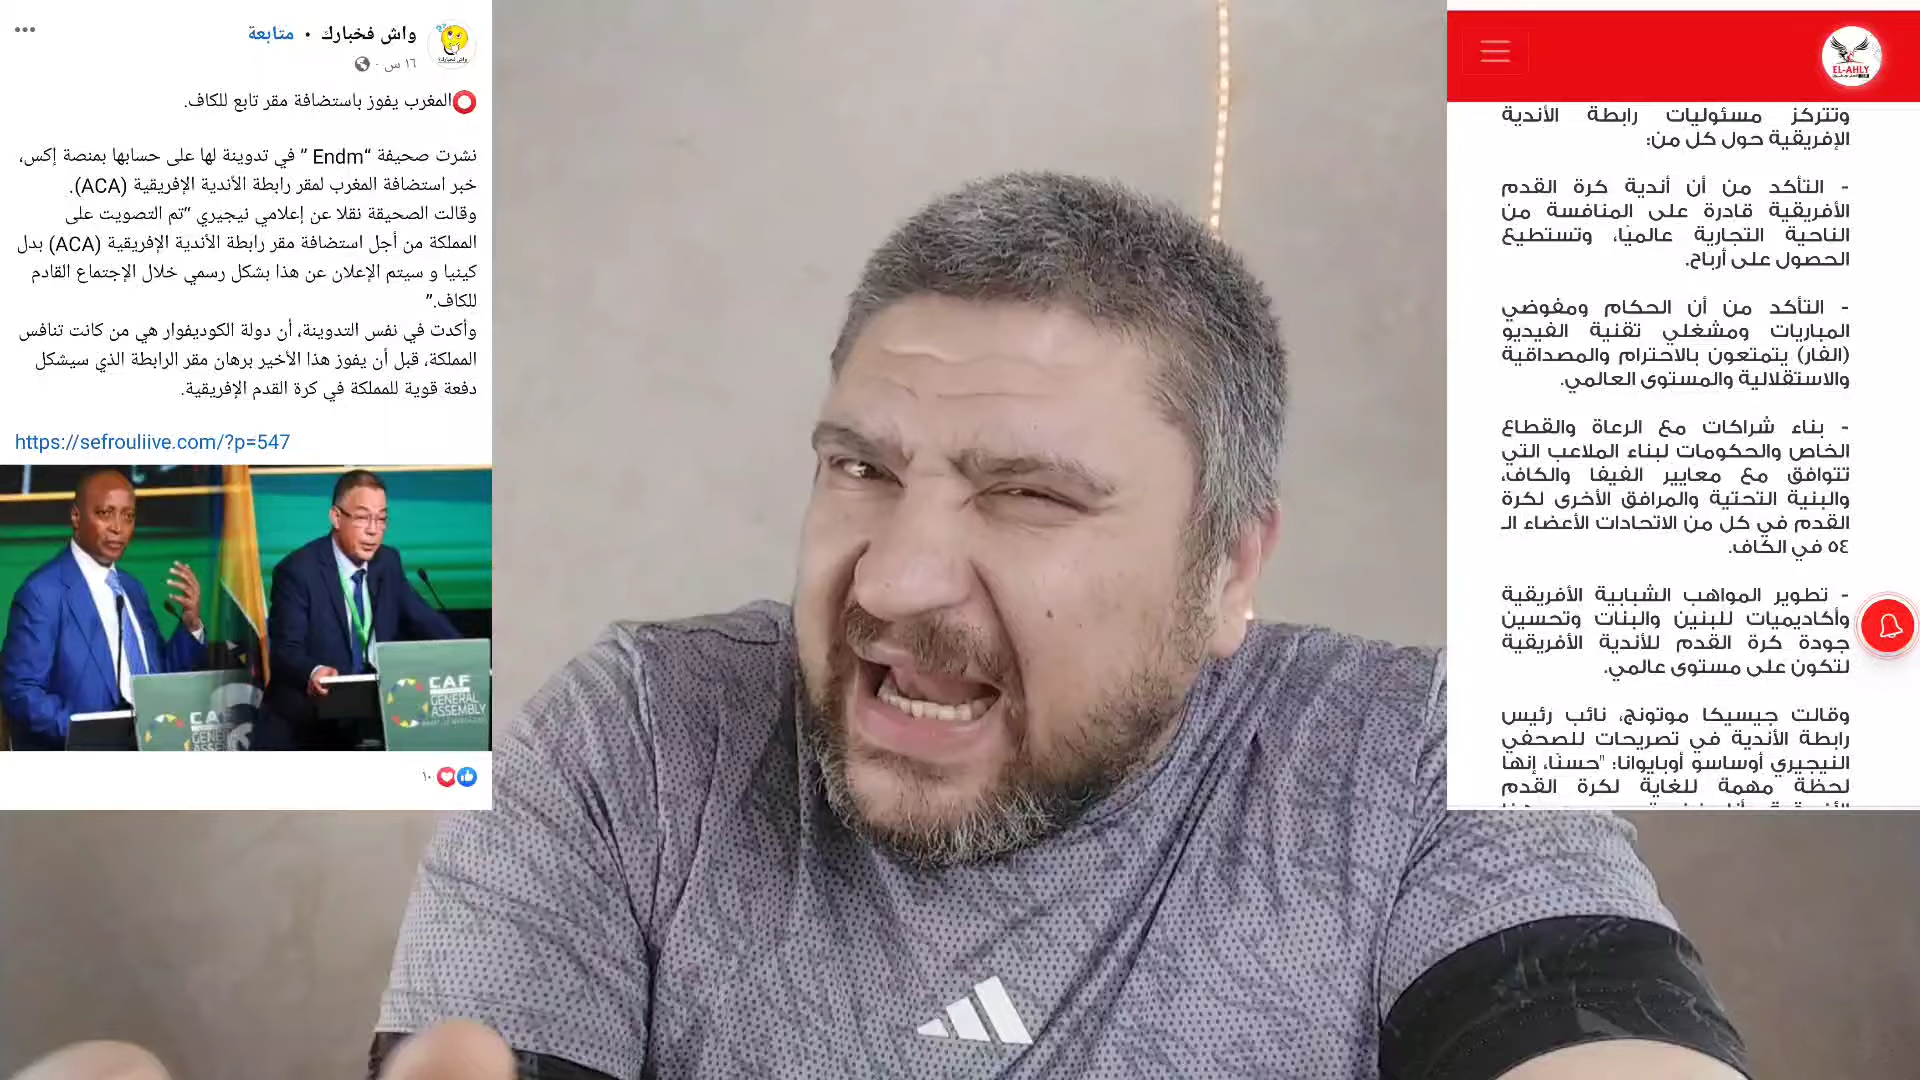 واش فخبارك • متابعة
١٦ س ·
المغرب يفوز باستضافة مقر تابع للكاف.
نشرت صحيفة “Endm ” في تدوينة لها على حسابها بمنصة إكس،
خبر استضافة المغرب لمقر رابطة الأندية الإفريقية (ACA).
وقالت الصحيقة نقلا عن إعلامي نيجيري “تم التصويت على
المملكة من أجل استضافة مقر رابطة الأندية الإفريقية (ACA) بدل
كينيا و سيتم الإعلان عن هذا بشكل رسمي خلال الإجتماع القادم
للكاف.”
وأكدت في نفس التدوينة، أن دولة الكوديفوار هي من كانت تنافس
المملكة، قبل أن يفوز هذا الأخير برهان مقر الرابطة الذي سيشكل
دفعة قوية للمملكة في كرة القدم الإفريقية.
https://sefrouliive.com/?p=547
CAF
GENERAL
ASSEMBLY
CAF
١٠
EL-AHLY
وتتركز مسئوليات رابطة الأندية
الإفريقية حول كل من:
- التأكد من أن أندية كرة القدم
الأفريقية قادرة على المنافسة من
الناحية التجارية عالميًا، وتستطيع
الحصول على أرباح.
- التأكد من أن الحكام ومفوضي
المباريات ومشغلي تقنية الفيديو
(الفار) يتمتعون بالاحترام والمصداقية
والاستقلالية والمستوى العالمي.
- بناء شراكات مع الرعاة والقطاع
الخاص والحكومات لبناء الملاعب التي
تتوافق مع معايير الفيفا والكاف،
والبنية التحتية والمرافق الأخرى لكرة
القدم في كل من الاتحادات الأعضاء الـ
٥٤ في الكاف.
- تطوير المواهب الشبابية الأفريقية
وأكاديميات للبنين والبنات وتحسين
جودة كرة القدم للأندية الأفريقية
لتكون على مستوى عالمي.
وقالت جيسيكا موتونج، نائب رئيس
رابطة الأندية في تصريحات للصحفي
النيجيري أوساسو أوبايوانا: "حسنًا، إنها
لحظة مهمة للغاية لكرة القدم